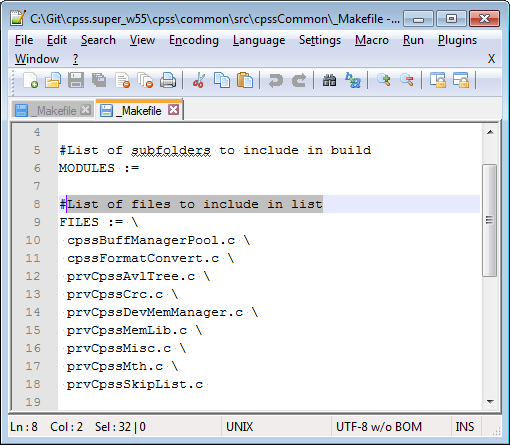 C:\Git\cpss.super_w55\cpss\common\src\cpssCommon\_Makefile - ...
File Edit Search View Encoding Language Settings Macro Run Plugins
Window ? X
_Makefile _Makefile
4
5 #List of subfolders to include in build
6 MODULES :=
7
8 #List of files to include in list
9 FILES := \
10 cpssBuffManagerPool.c \
11 cpssFormatConvert.c \
12 prvCpssAvlTree.c \
13 prvCpssCrc.c \
14 prvCpssDevMemManager.c \
15 prvCpssMemLib.c \
16 prvCpssMisc.c \
17 prvCpssMth.c \
18 prvCpssSkipList.c
19
Ln : 8 Col : 2 Sel : 32 | 0 UNIX UTF-8 w/o BOM INS